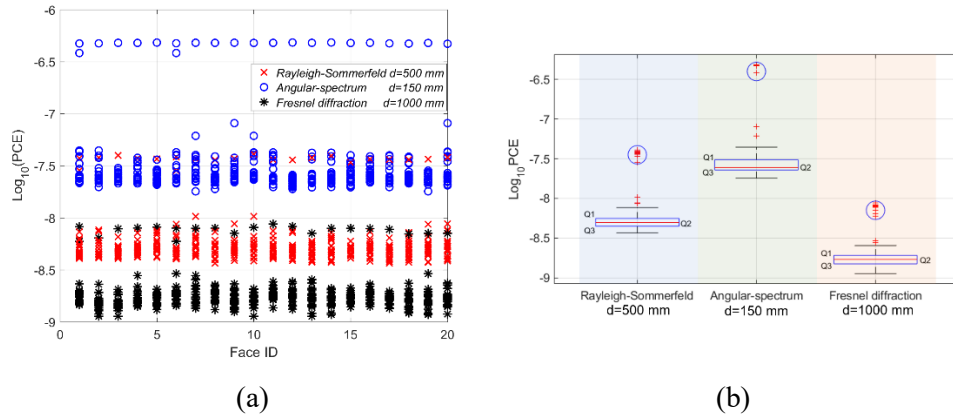 -6
-6.5
-7
-7.5
-8
-8.5
-9
Log10(PCE)
× Rayleigh-Sommerfeld d=500 mm
○ Angular-spectrum d=150 mm
✱ Fresnel diffraction d=1000 mm
0 5 10 15 20
Face ID
(a)
-6.5
-7
-7.5
-8
-8.5
-9
Log10PCE
Q1
Q3
Q2
Q1
Q3
Q2
Q1
Q3
Q2
Rayleigh-Sommerfeld Angular-spectrum Fresnel diffraction
d=500 mm d=150 mm d=1000 mm
(b)